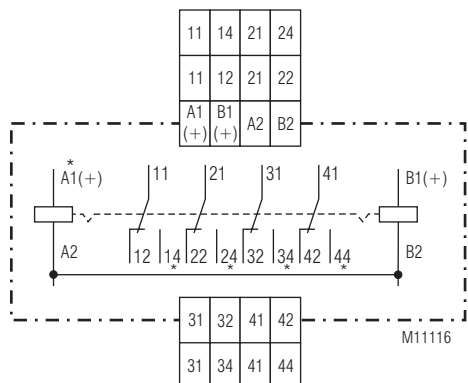 11 14 21 24
11 12 21 22
A1 B1 A2 B2
(+) (+)
*
A1(+) 11 21 31 41 B1(+)
A2 12 14 22 24 32 34 42 44 B2
* * * *
31 32 41 42
M11116
31 34 41 44